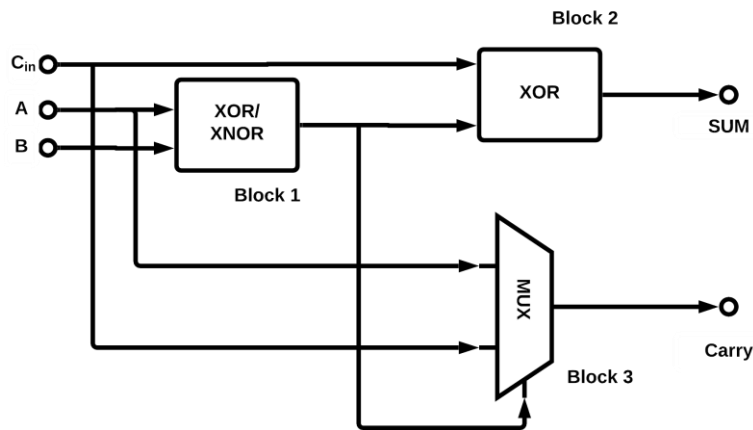 Block 2
Cin
A
B
XOR/
XNOR
Block 1
XOR
SUM
MUX
Block 3
Carry